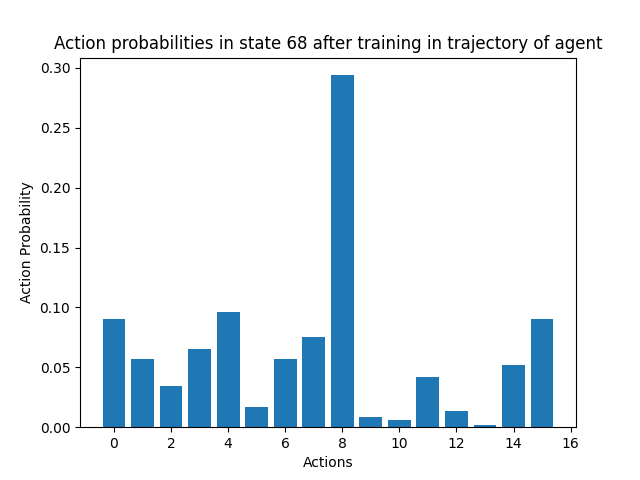 Action probabilities in state 68 after training in trajectory of agent
0.30
0.25
0.20
0.15
0.10
0.05
0.00
Action Probability
0 2 4 6 8 10 12 14 16
Actions